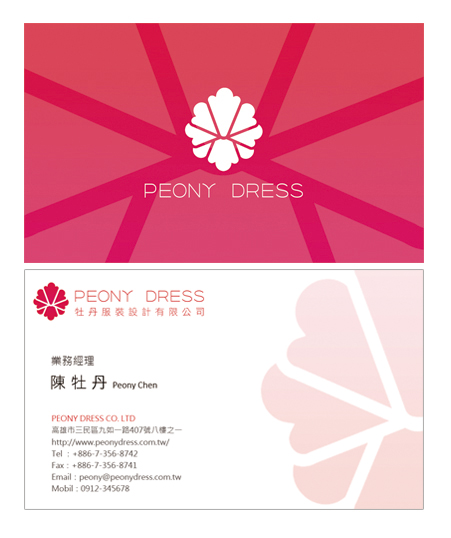 PEONY DRESS
PEONY DRESS
牡丹服裝設計有限公司
業務經理
陳牡丹 Peony Chen
PEONY DRESS CO. LTD
高雄市三民區九如一路407號八樓之一
http://www.peonydress.com.tw/
Tel : +886-7-356-8742
Fax : +886-7-356-8741
Email : peony@peonydress.com.tw
Mobil : 0912-345678